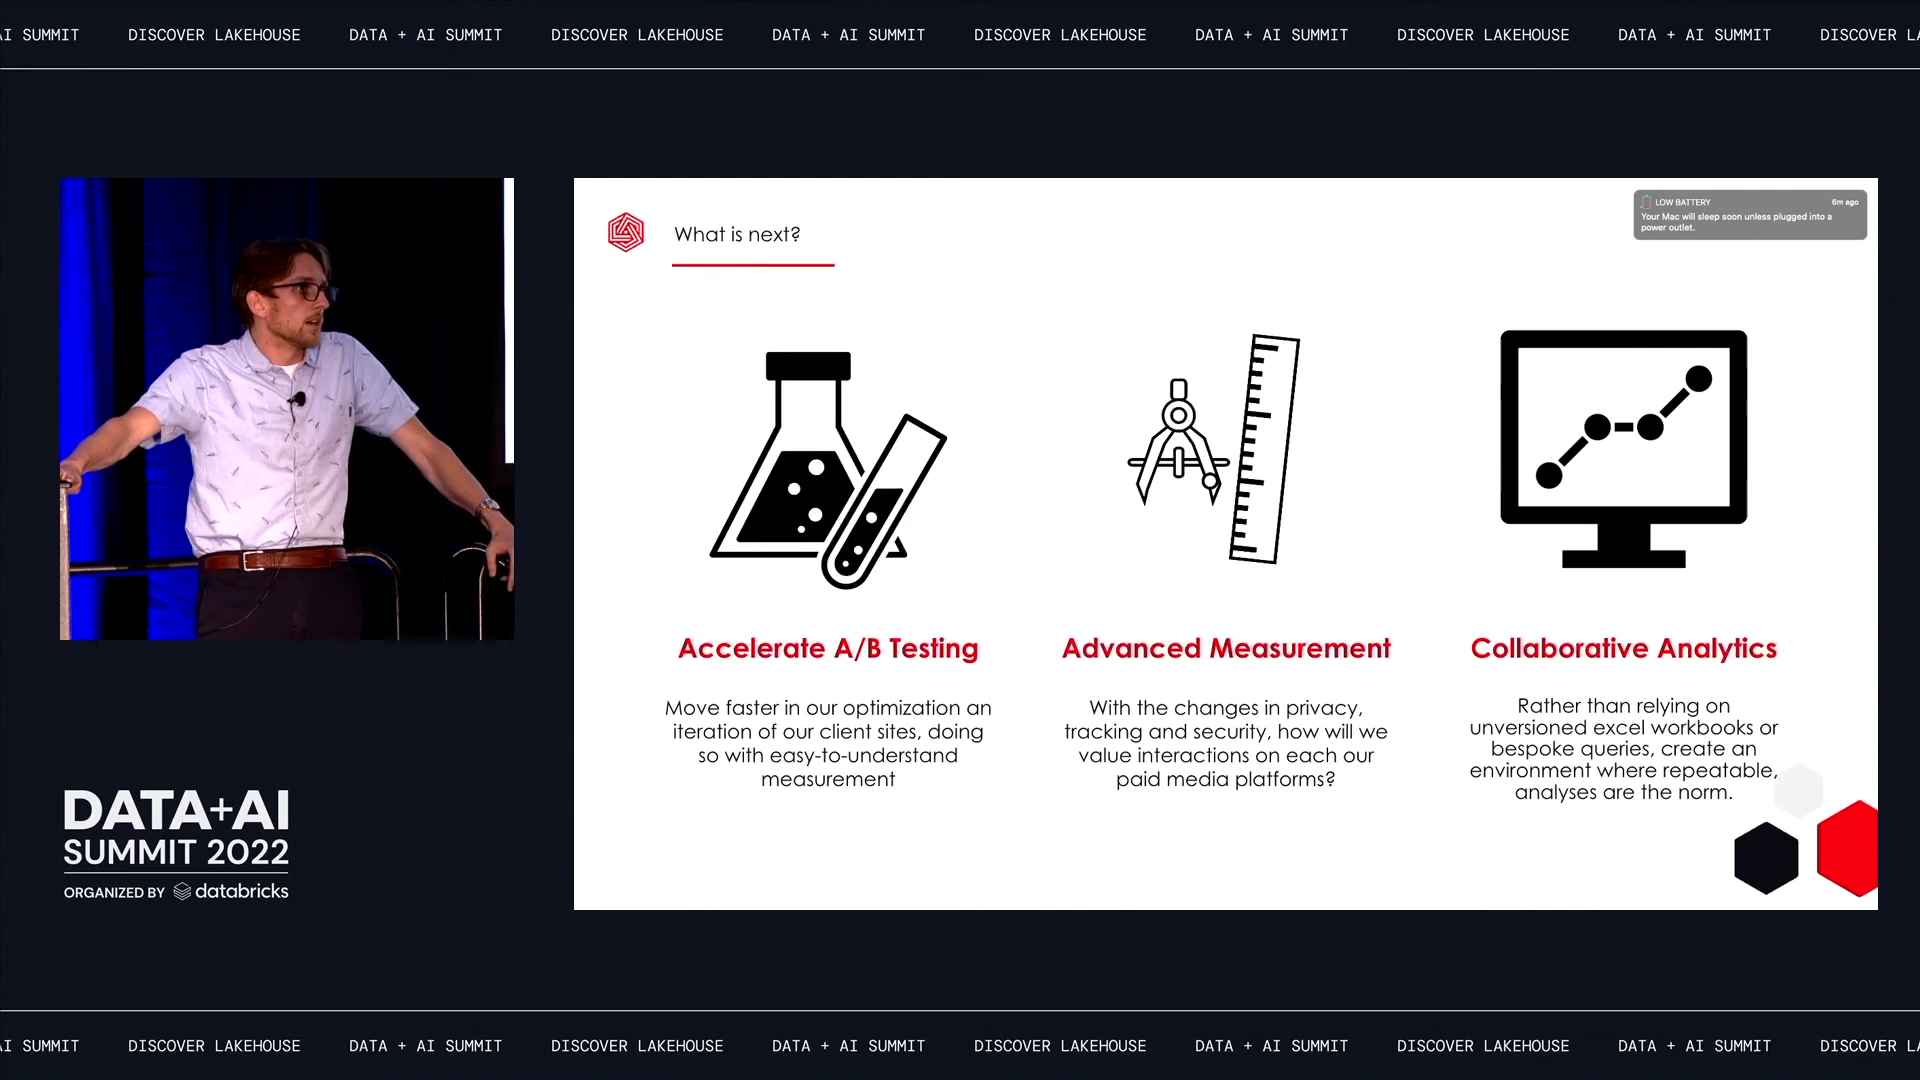 AI SUMMIT DISCOVER LAKEHOUSE DATA + AI SUMMIT DISCOVER LAKEHOUSE DATA + AI SUMMIT DISCOVER LAKEHOUSE DATA + AI SUMMIT DISCOVER LAKEHOUSE DATA + AI SUMMIT DISCOVER LA
What is next?
LOW BATTERY 6m ago
Your Mac will sleep soon unless plugged into a
power outlet.
Accelerate A/B Testing
Move faster in our optimization an
iteration of our client sites, doing
so with easy-to-understand
measurement
Advanced Measurement
With the changes in privacy,
tracking and security, how will we
value interactions on each our
paid media platforms?
Collaborative Analytics
Rather than relying on
unversioned excel workbooks or
bespoke queries, create an
environment where repeatable,
analyses are the norm.
DATA+AI
SUMMIT 2022
ORGANIZED BY databricks
AI SUMMIT DISCOVER LAKEHOUSE DATA + AI SUMMIT DISCOVER LAKEHOUSE DATA + AI SUMMIT DISCOVER LAKEHOUSE DATA + AI SUMMIT DISCOVER LAKEHOUSE DATA + AI SUMMIT DISCOVER LA